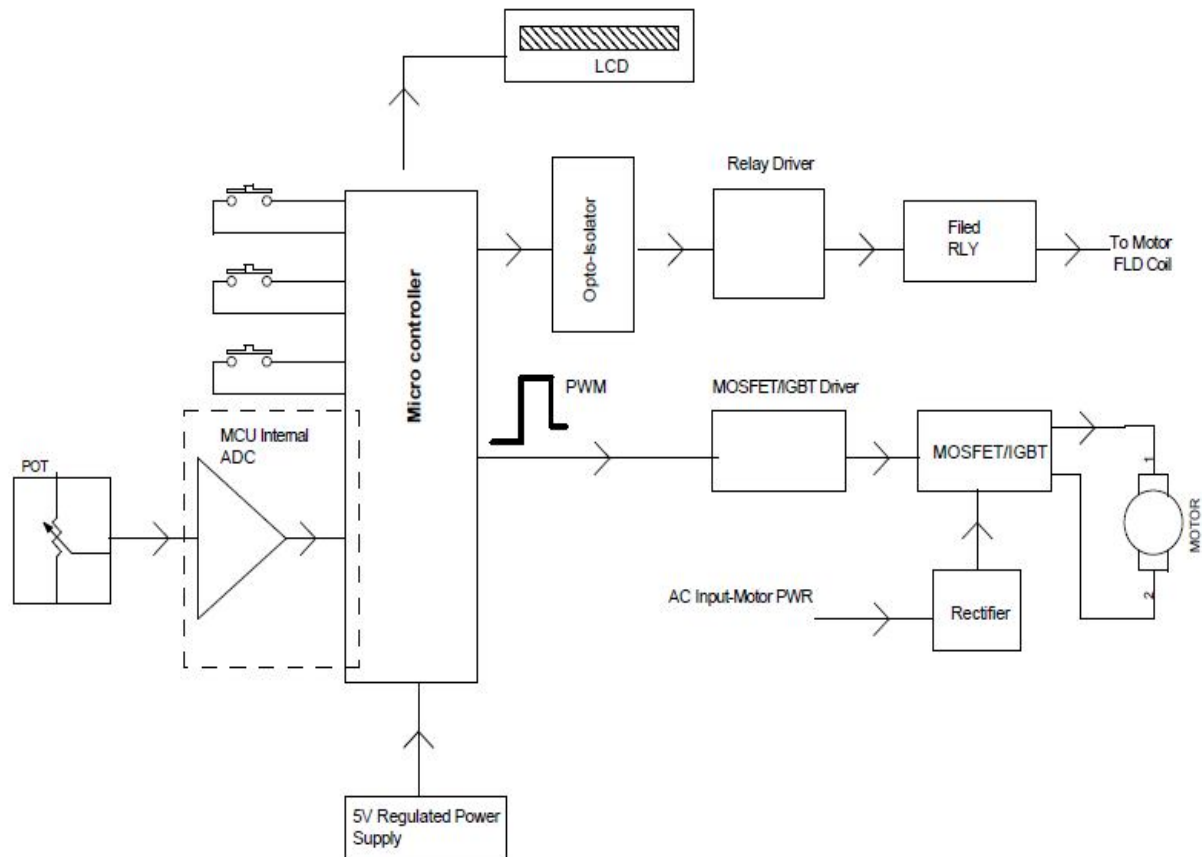 LCD
Relay Driver
Opto-Isolator
Filed
RLY
To Motor
FLD Coil
Micro controller
PWM
MOSFET/IGBT Driver
MCU Internal
ADC
MOSFET/IGBT
POT
1
MOTOR
2
AC Input-Motor PWR
Rectifier
5V Regulated Power
Supply